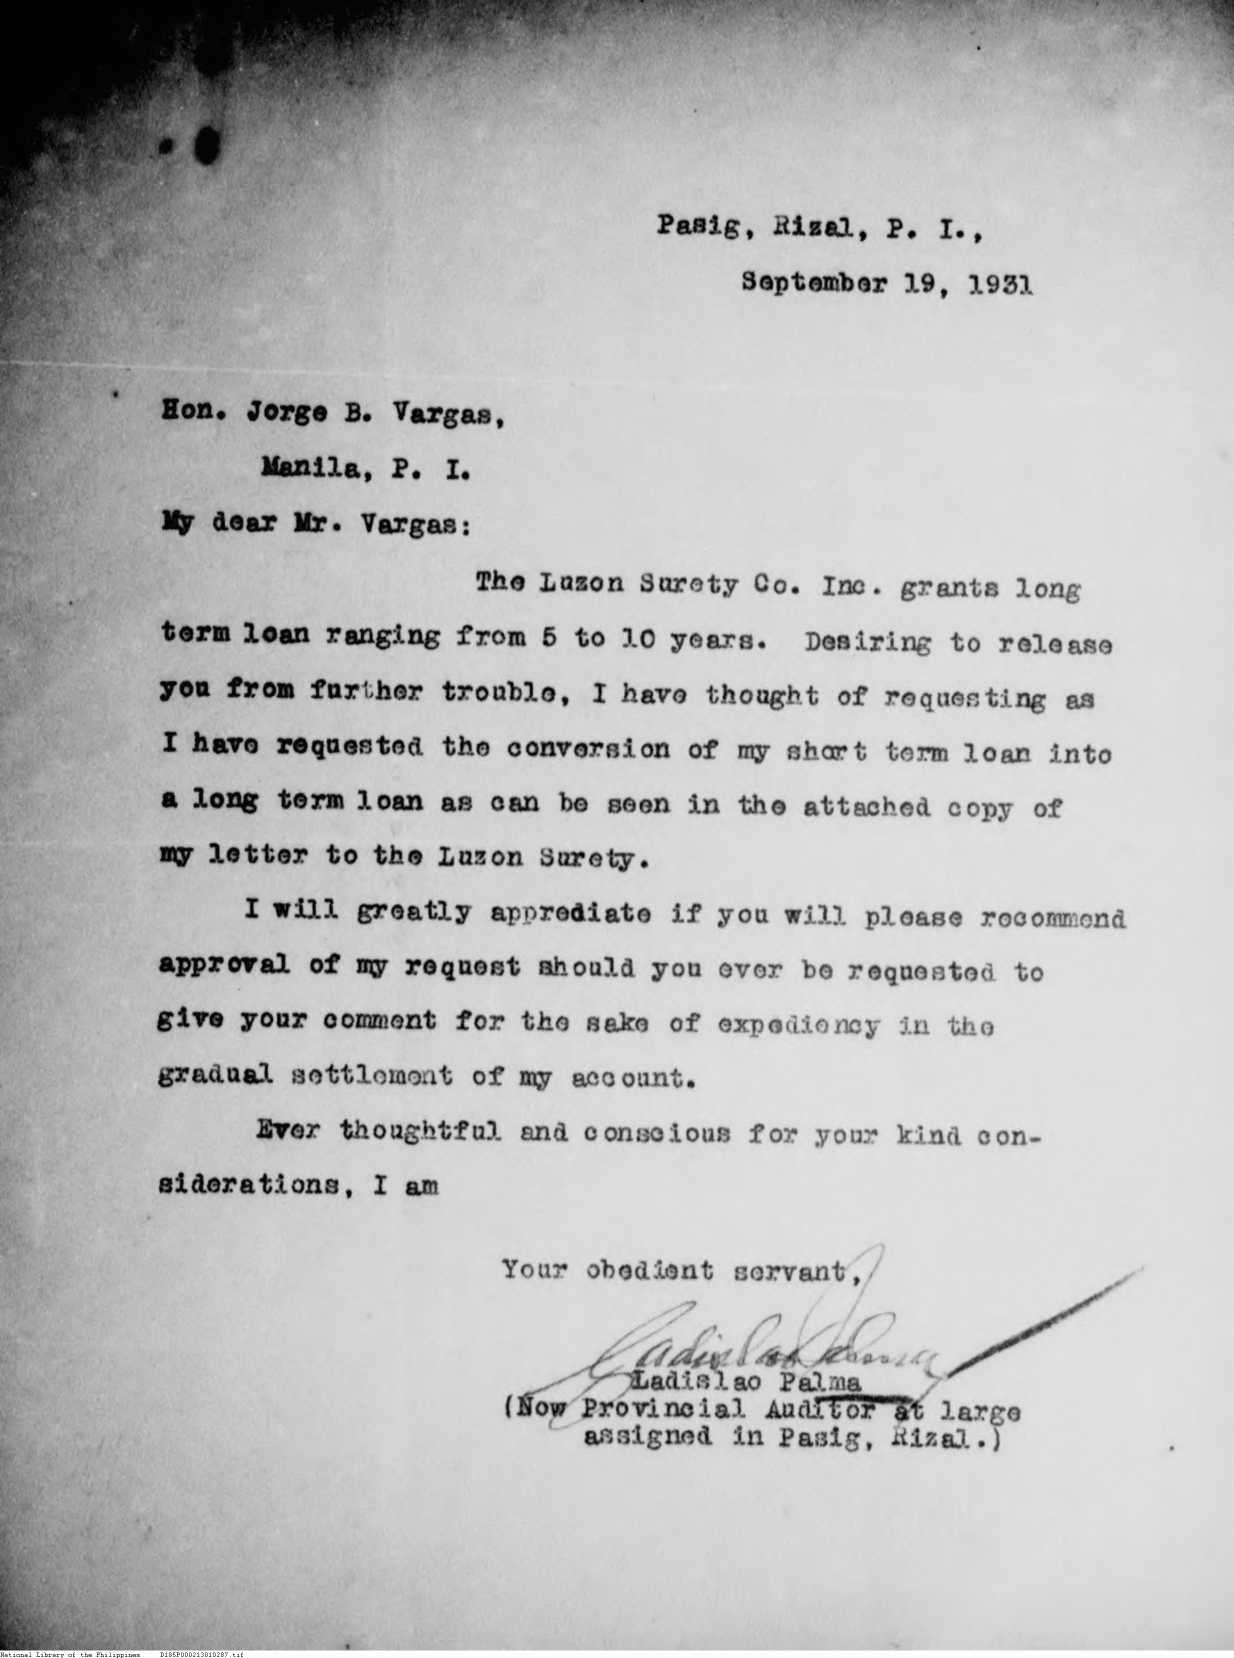 Pasig, Rizal, P. I.,
September 19, 1931
Hon. Jorge B. Vargas,
Manila, P. I.
My dear Mr. Vargas:
The Luzon Surety Co. Inc. grants long
term loan ranging from 5 to 10 years. Desiring to release
you from further trouble, I have thought of requesting as
I have requested the conversion of my short term loan into
a long term loan as can be seen in the attached copy of
my letter to the Luzon Surety.
I will greatly apprediate if you will please recommend
approval of my request should you ever be requested to
give your comment for the sake of expediency in the
gradual settlement of my account.
Ever thoughtful and conscious for your kind con-
siderations, I am
Your obedient servant,
Ladislao Palma
Ladislao Palma
(Now Provincial Auditor at large
assigned in Pasig, Rizal.)
National Library of the Philippines D185P000213010287.tif